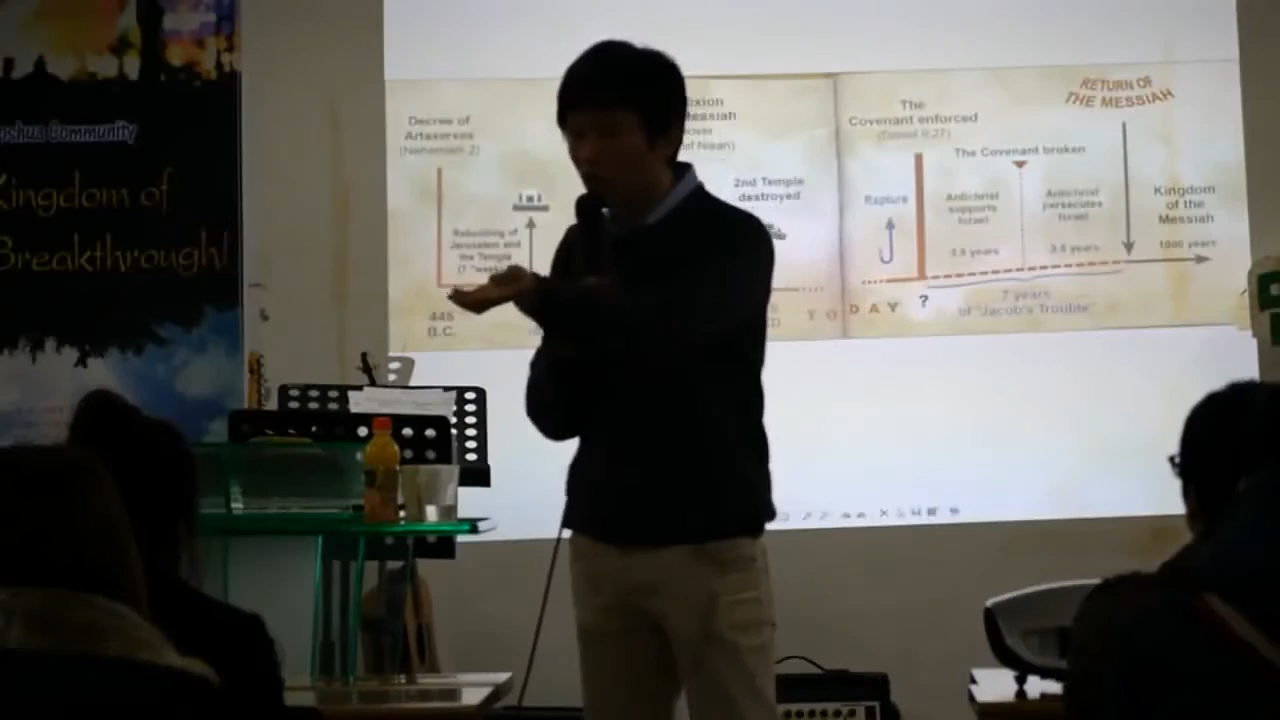 oshua Community
Kingdom of
Breakthrough!
Decree of
Artaxerxes
(Nehemiah 2)
Rebuilding of
Jerusalem and
the Temple
445
B.C.
2nd Temple
destroyed
The
Covenant enforced
(Daniel 9:27)
The Covenant broken
RETURN OF
THE MESSIAH
Rapture
Antichrist
supports
Israel
3.5 years
Antichrist
persecutes
Israel
3.5 years
Kingdom
of the
Messiah
1000 years
T O D A Y
?
7 years
of "Jacob's Trouble"